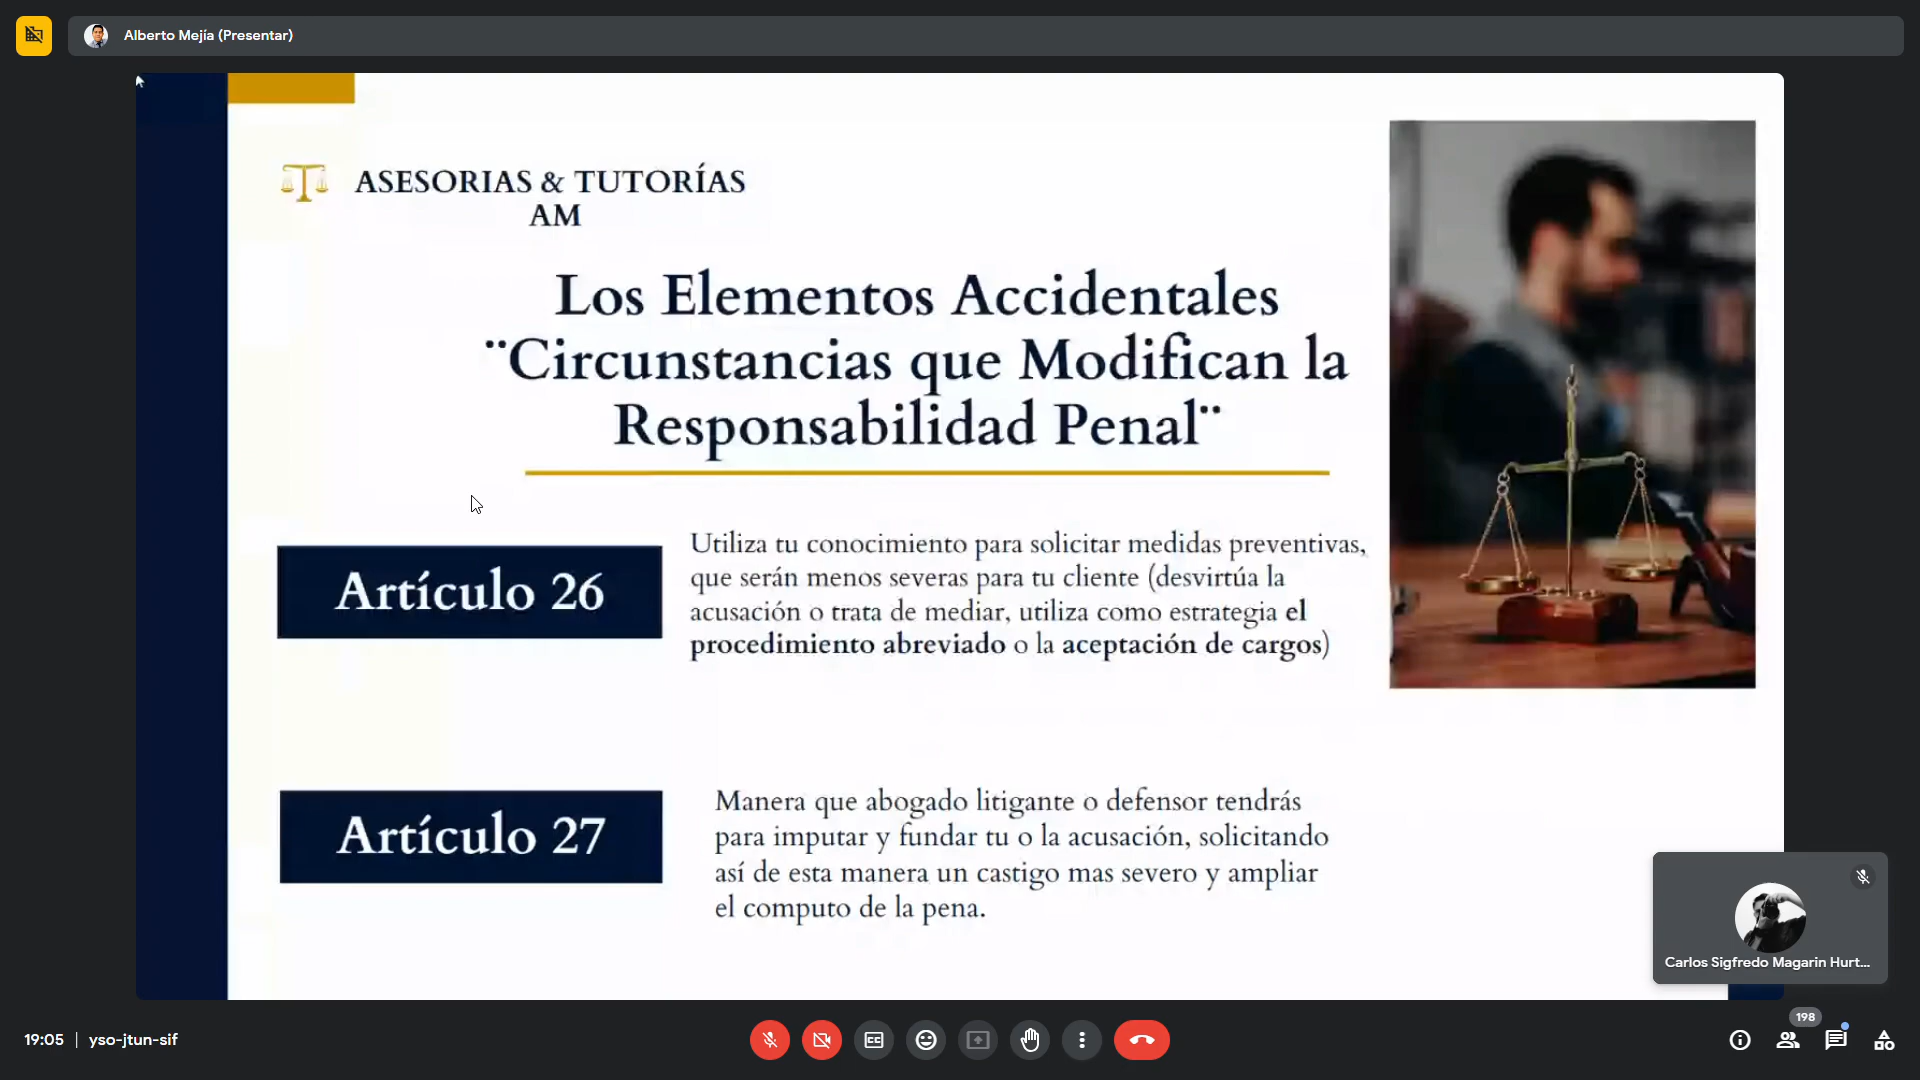 Alberto Mejía (Presentar)
ASESORIAS & TUTORÍAS
AM
Los Elementos Accidentales
¨Circunstancias que Modifican la
Responsabilidad Penal¨
Artículo 26
Utiliza tu conocimiento para solicitar medidas preventivas,
que serán menos severas para tu cliente (desvirtúa la
acusación o trata de mediar, utiliza como estrategia el
procedimiento abreviado o la aceptación de cargos)
Artículo 27
Manera que abogado litigante o defensor tendrás
para imputar y fundar tu o la acusación, solicitando
así de esta manera un castigo mas severo y ampliar
el computo de la pena.
Carlos Sigfredo Magarin Hurt...
19:05 | yso-jtun-sif
198